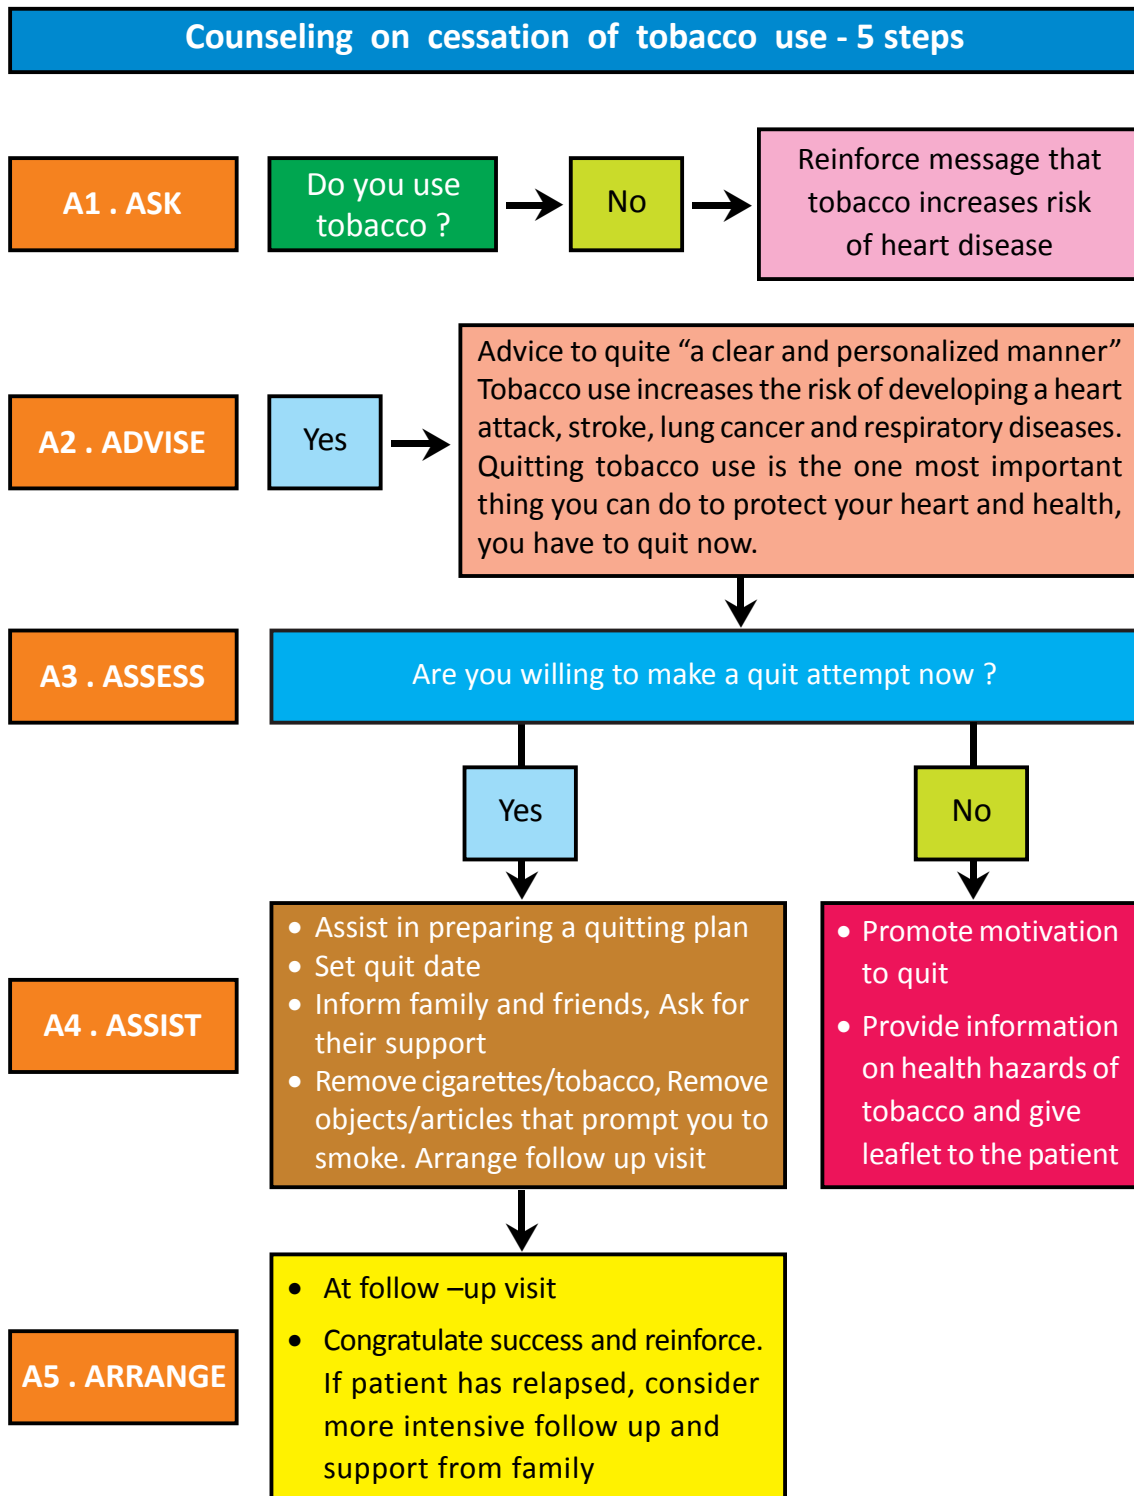 Counseling on cessation of tobacco use - 5 steps
A1 . ASK
Do you use
tobacco ?
No
Reinforce message that
tobacco increases risk
of heart disease
A2 . ADVISE
Yes
Advice to quite “a clear and personalized manner”
Tobacco use increases the risk of developing a heart
attack, stroke, lung cancer and respiratory diseases.
Quitting tobacco use is the one most important
thing you can do to protect your heart and health,
you have to quit now.
A3 . ASSESS
Are you willing to make a quit attempt now ?
Yes
No
A4 . ASSIST
• Assist in preparing a quitting plan
• Set quit date
• Inform family and friends, Ask for
their support
• Remove cigarettes/tobacco, Remove
objects/articles that prompt you to
smoke. Arrange follow up visit
• Promote motivation
to quit
• Provide information
on health hazards of
tobacco and give
leaflet to the patient
A5 . ARRANGE
• At follow –up visit
• Congratulate success and reinforce.
If patient has relapsed, consider
more intensive follow up and
support from family